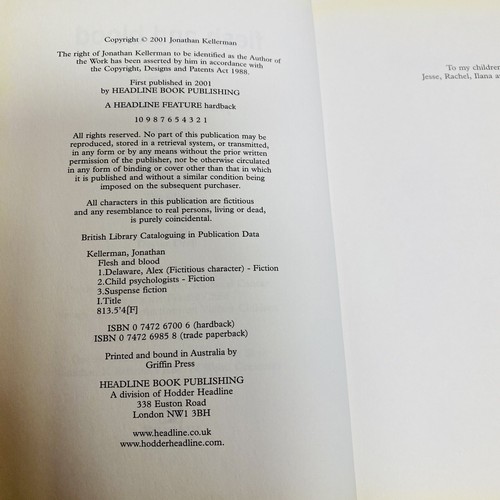 Copyright © 2001 Jonathan Kellerman
The right of Jonathan Kellerman to be identified as the Author of
the Work has been asserted by him in accordance with
the Copyright, Designs and Patents Act 1988.
First published in 2001
by HEADLINE BOOK PUBLISHING
A HEADLINE FEATURE hardback
10 9 8 7 6 5 4 3 2 1
All rights reserved. No part of this publication may be
reproduced, stored in a retrieval system, or transmitted,
in any form or by any means without the prior written
permission of the publisher, nor be otherwise circulated
in any form of binding or cover other than that in which
it is published and without a similar condition being
imposed on the subsequent purchaser.
All characters in this publication are fictitious
and any resemblance to real persons, living or dead,
is purely coincidental.
British Library Cataloguing in Publication Data
Kellerman, Jonathan
Flesh and blood
1.Delaware, Alex (Fictitious character) - Fiction
2.Child psychologists - Fiction
3.Suspense fiction
I.Title
813.5'4[F]
ISBN 0 7472 6700 6 (hardback)
ISBN 0 7472 6985 8 (trade paperback)
Printed and bound in Australia by
Griffin Press
HEADLINE BOOK PUBLISHING
A division of Hodder Headline
338 Euston Road
London NW1 3BH
www.headline.co.uk
www.hodderheadline.com.
To my children
Jesse, Rachel, Ilana